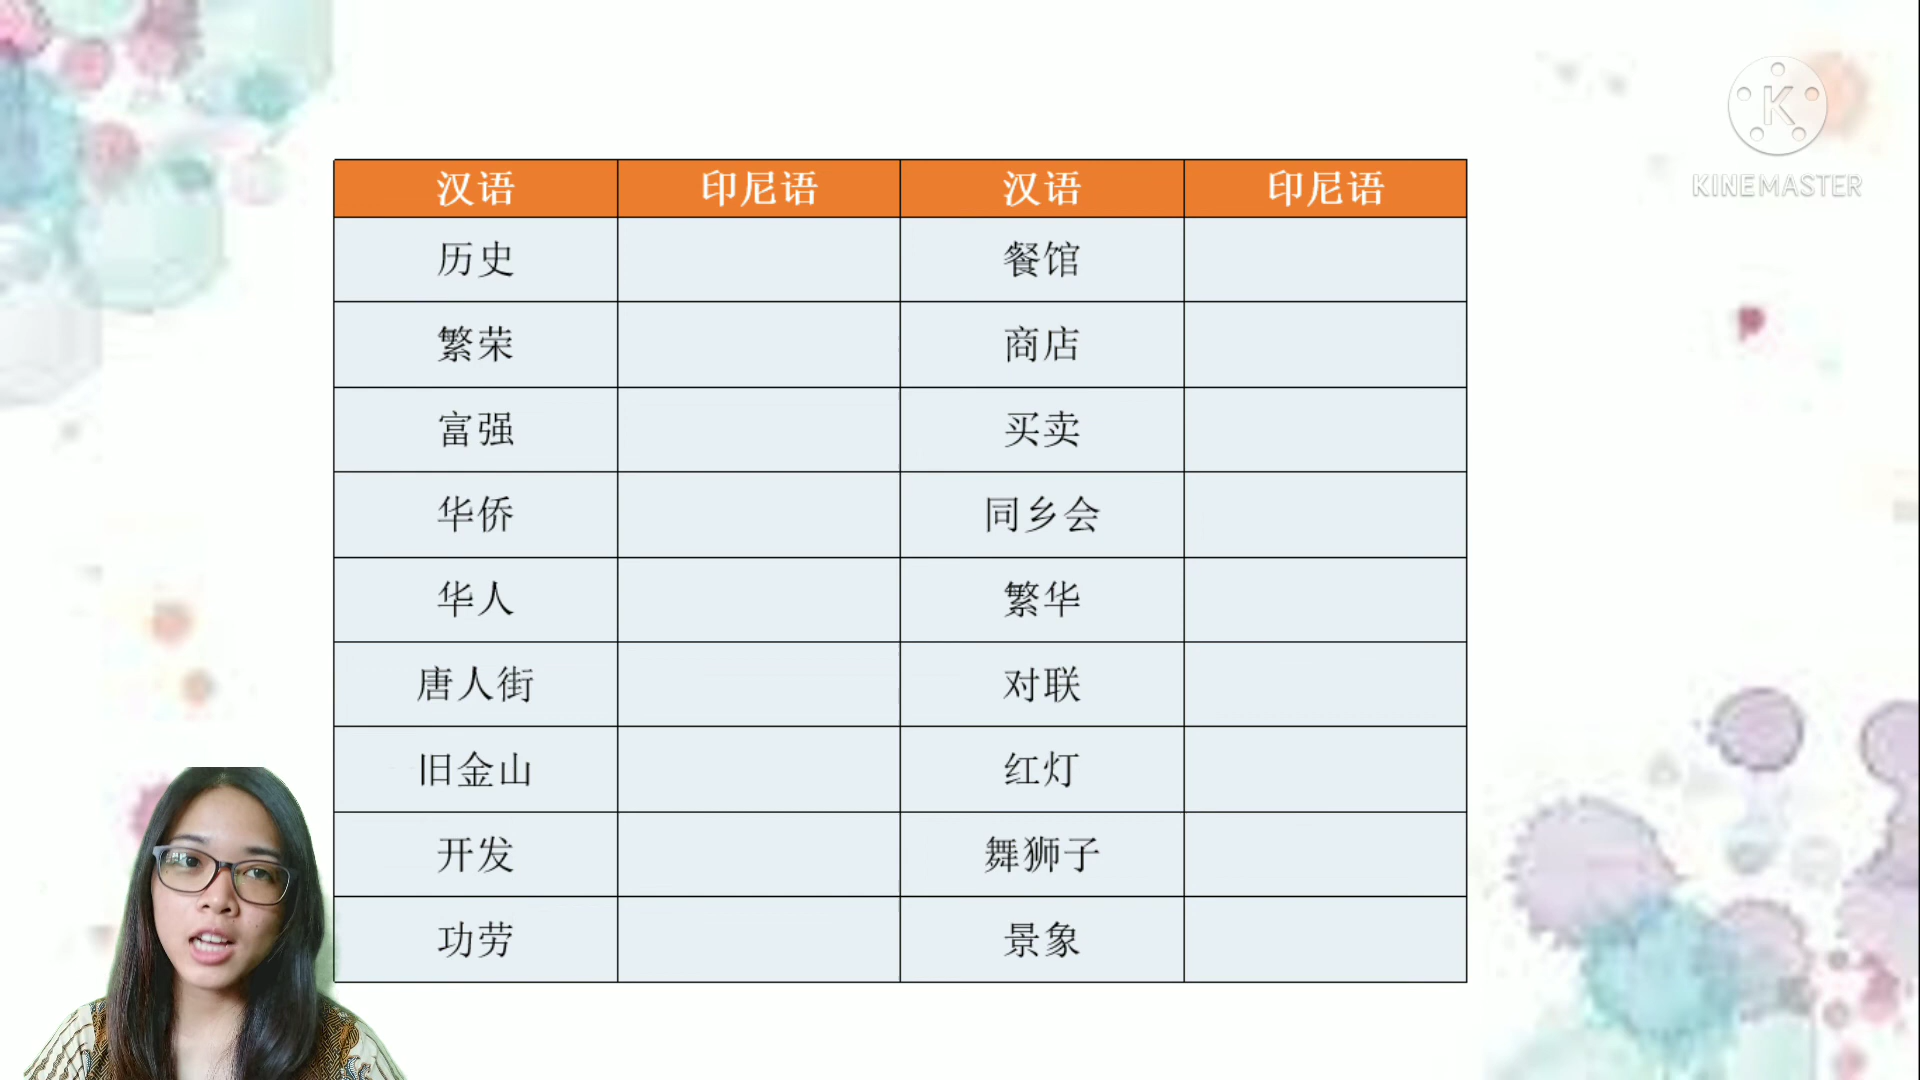 汉语 印尼语 汉语 印尼语
历史 餐馆
繁荣 商店
富强 买卖
华侨 同乡会
华人 繁华
唐人街 对联
旧金山 红灯
开发 舞狮子
功劳 景象
K
KINEMASTER